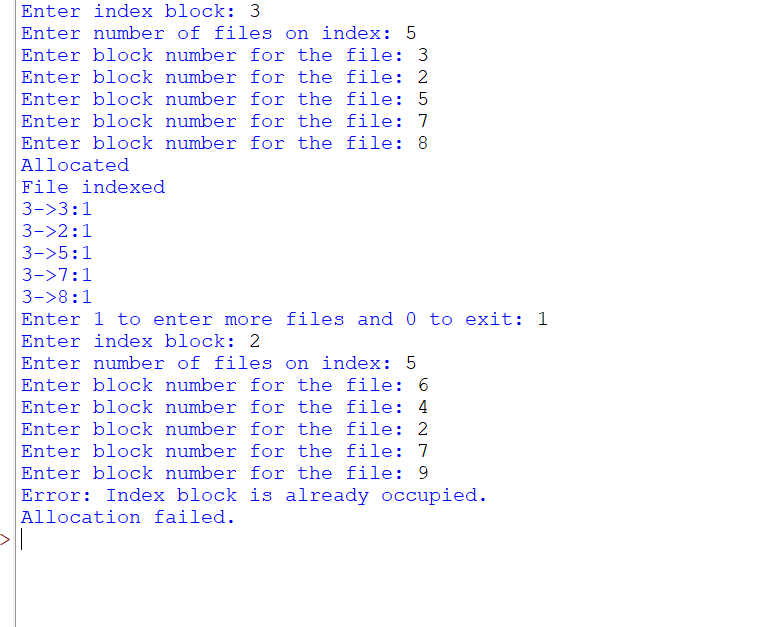 Enter index block: 3
Enter number of files on index: 5
Enter block number for the file: 3
Enter block number for the file: 2
Enter block number for the file: 5
Enter block number for the file: 7
Enter block number for the file: 8
Allocated
File indexed
3->3:1
3->2:1
3->5:1
3->7:1
3->8:1
Enter 1 to enter more files and 0 to exit: 1
Enter index block: 2
Enter number of files on index: 5
Enter block number for the file: 6
Enter block number for the file: 4
Enter block number for the file: 2
Enter block number for the file: 7
Enter block number for the file: 9
Error: Index block is already occupied.
Allocation failed.
>